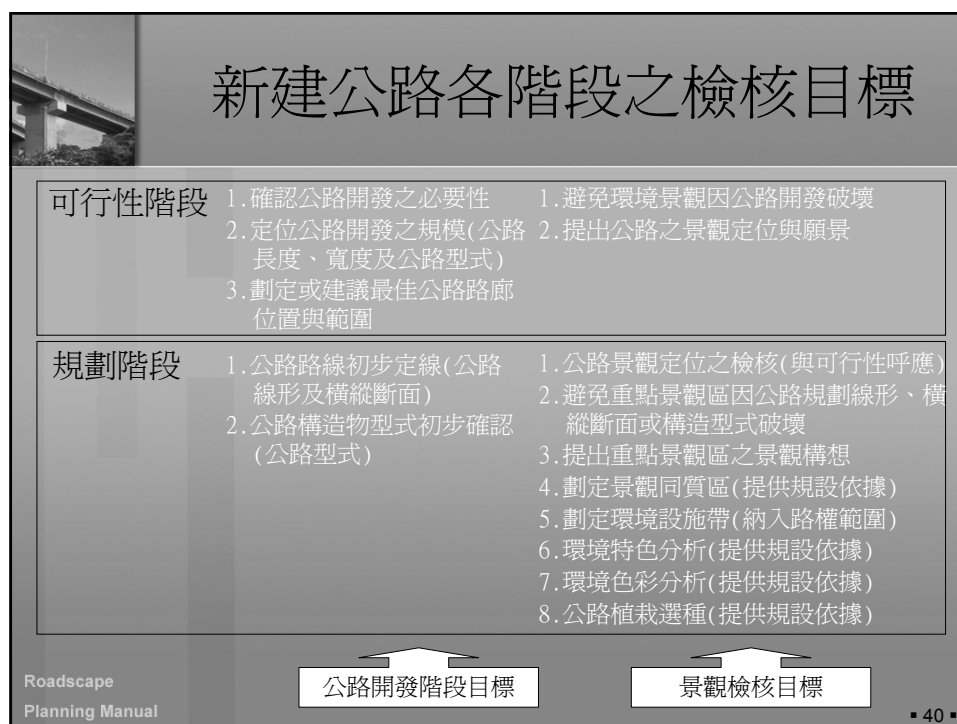 新建公路各階段之檢核目標
可行性階段
1.確認公路開發之必要性
2.定位公路開發之規模(公路
長度、寬度及公路型式)
3.劃定或建議最佳公路路廊
位置與範圍
1.避免環境景觀因公路開發破壞
2.提出公路之景觀定位與願景
規劃階段
1.公路路線初步定線(公路
線形及橫縱斷面)
2.公路構造物型式初步確認
(公路型式)
1.公路景觀定位之檢核(與可行性呼應)
2.避免重點景觀區因公路規劃線形、橫
縱斷面或構造型式破壞
3.提出重點景觀區之景觀構想
4.劃定景觀同質區(提供規設依據)
5.劃定環境設施帶(納入路權範圍)
6.環境特色分析(提供規設依據)
7.環境色彩分析(提供規設依據)
8.公路植栽選種(提供規設依據)
公路開發階段目標
景觀檢核目標
Roadscape
Planning Manual
▪ 40 ▪